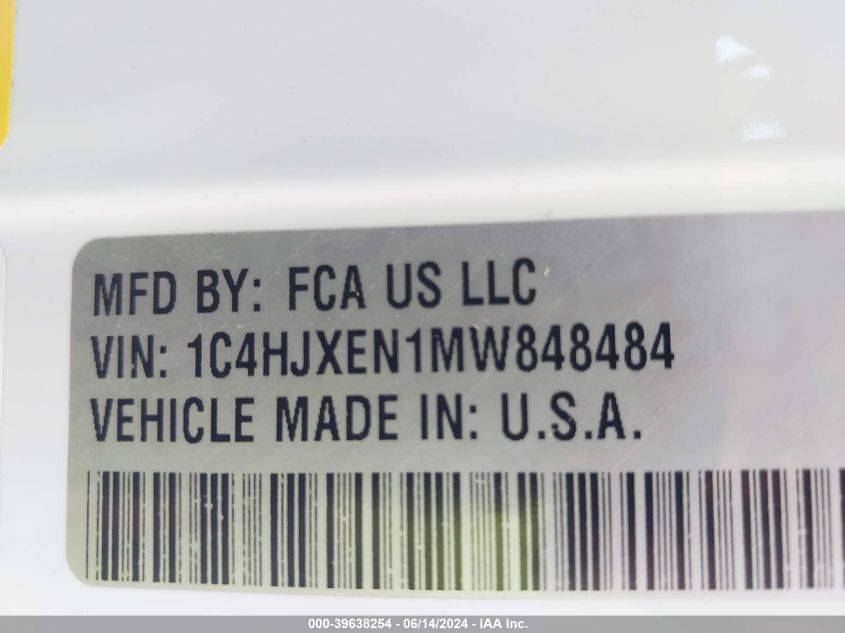 MFD BY: FCA US LLC
VIN: 1C4HJXEN1MW848484
VEHICLE MADE IN: U.S.A.
000-39638254 - 06/14/2024 - IAA Inc.